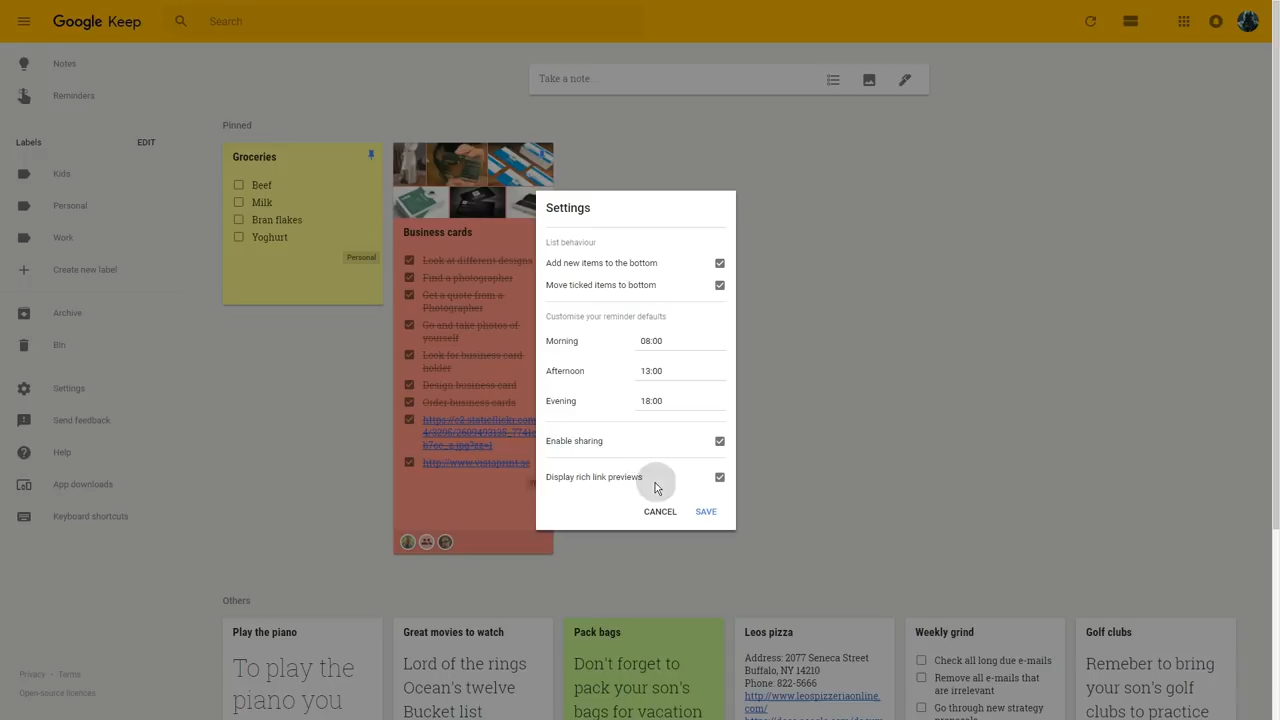 Google Keep
Search
Notes
Reminders
Labels
EDIT
Kids
Personal
Work
Create new label
Archive
Bin
Settings
Send feedback
Help
App downloads
Keyboard shortcuts
Privacy · Terms
Open-source licences
Take a note...
Pinned
Groceries
Beef
Milk
Bran flakes
Yoghurt
Personal
Business cards
Look at different designs
Find a photographer
Get a quote from a
Photographer
Go and take photos of
yourself
Look for business card
holder
Design business card
Order business cards
https://c2.staticflickr.com
http://www.vistaprint.se
Settings
List behaviour
Add new items to the bottom
Move ticked items to bottom
Customise your reminder defaults
Morning
08:00
Afternoon
13:00
Evening
18:00
Enable sharing
Display rich link previews
CANCEL
SAVE
Others
Play the piano
To play the
piano you
Great movies to watch
Lord of the rings
Ocean's twelve
Bucket list
Pack bags
Don't forget to
pack your son's
bags for vacation
Leos pizza
Address: 2077 Seneca Street
Buffalo, NY 14210
Phone: 822-5666
http://www.leospizzeriaonline.
com/
Weekly grind
Check all long due e-mails
Remove all e-mails that
are irrelevant
Go through new strategy
Golf clubs
Remeber to bring
your son's golf
clubs to practice